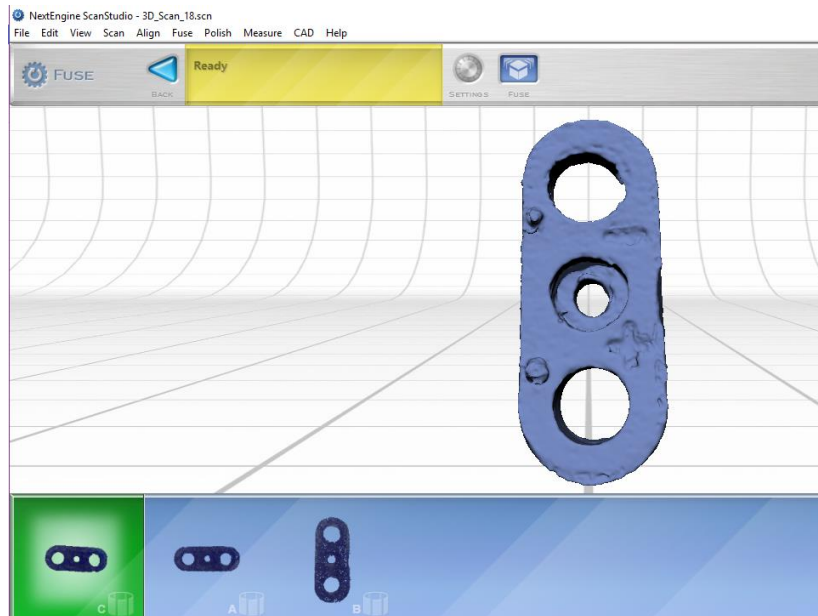 NextEngine ScanStudio - 3D_Scan_18.scn
File Edit View Scan Align Fuse Polish Measure CAD Help
FUSE
Ready
BACK SETTINGS FUSE
C A B